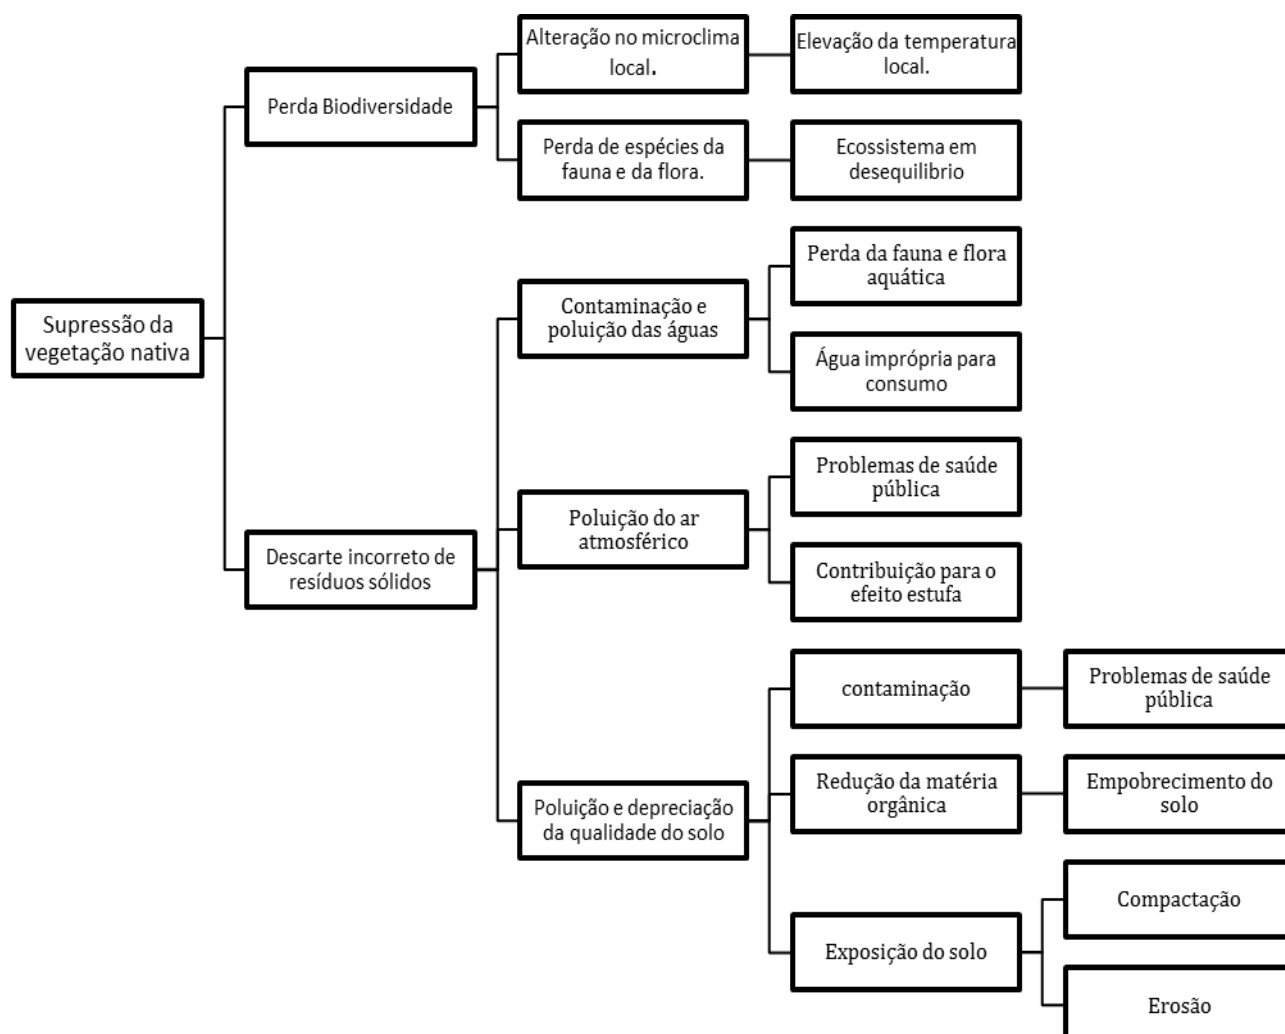 Alteração no microclima
local.
Elevação da temperatura
local.
Perda Biodiversidade
Perda de espécies da
fauna e da flora.
Ecossistema em
desequilibrio
Supressão da
vegetação nativa
Perda da fauna e flora
aquática
Contaminação e
poluição das águas
Água imprópria para
consumo
Problemas de saúde
pública
Poluição do ar
atmosférico
Descarte incorreto de
resíduos sólidos
Contribuição para o
efeito estufa
contaminação
Problemas de saúde
pública
Redução da matéria
orgânica
Empobrecimento do
solo
Poluição e depreciação
da qualidade do solo
Compactação
Exposição do solo
Erosão